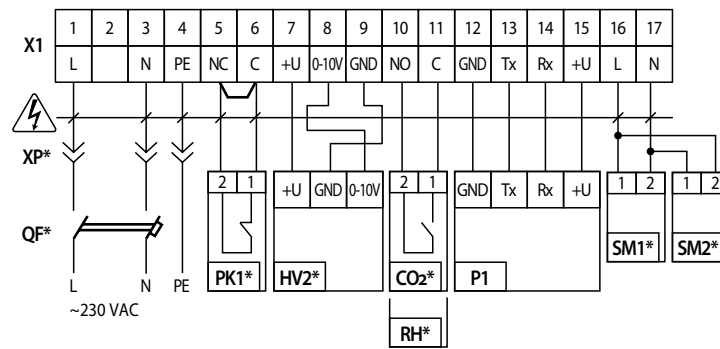 1 2 3 4 5 6 7 8 9 10 11 12 13 14 15 16 17
X1
L N PE NC C +U 0-10V GND NO C GND Tx Rx +U L N
XP*
2 1 +U GND 0-10V 2 1 GND Tx Rx +U 1 2 1 2
QF*
PK1* HV2* CO2* P1 SM1* SM2*
L N PE
~230 VAC
RH*